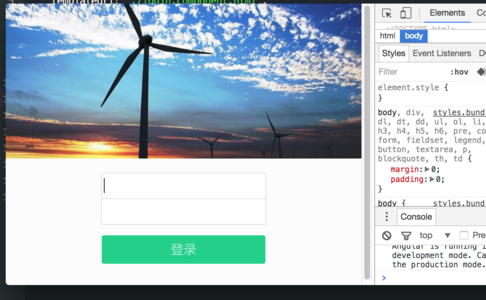 Elements
html
body
Styles
Event Listeners
Filter
:hov
element.style {
}
body, div, styles.bund
dl, dt, dd, ul, ol, li,
h3, h4, h5, h6, pre, co
form, fieldset, legend,
button, textarea, p,
blockquote, th, td {
margin:▶0;
padding:▶0;
}
body { styles.bund
Console
top
Pre
Angular is running i
development mode. Ca
the production mode.
登录